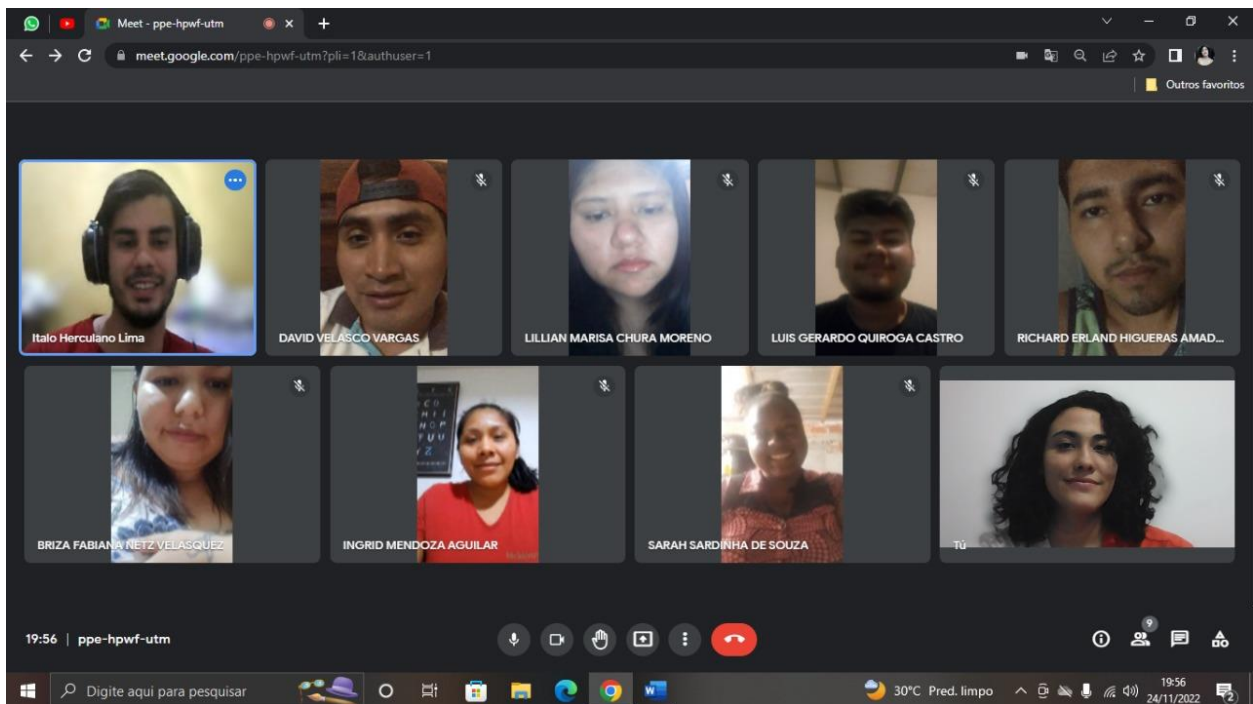 Meet - ppe-hpwf-utm
meet.google.com/ppe-hpwf-utm?pli=1&authuser=1
Outros favoritos
Italo Herculano Lima
DAVID VELASCO VARGAS
LILLIAN MARISA CHURA MORENO
LUIS GERARDO QUIROGA CASTRO
RICHARD ERLAND HIGUERAS AMAD...
BRIZA FABIANA NETZ VELASQUEZ
INGRID MENDOZA AGUILAR
SARAH SARDINHA DE SOUZA
Tú
19:56 | ppe-hpwf-utm
9
Digite aqui para pesquisar
30°C Pred. limpo
19:56
24/11/2022
2